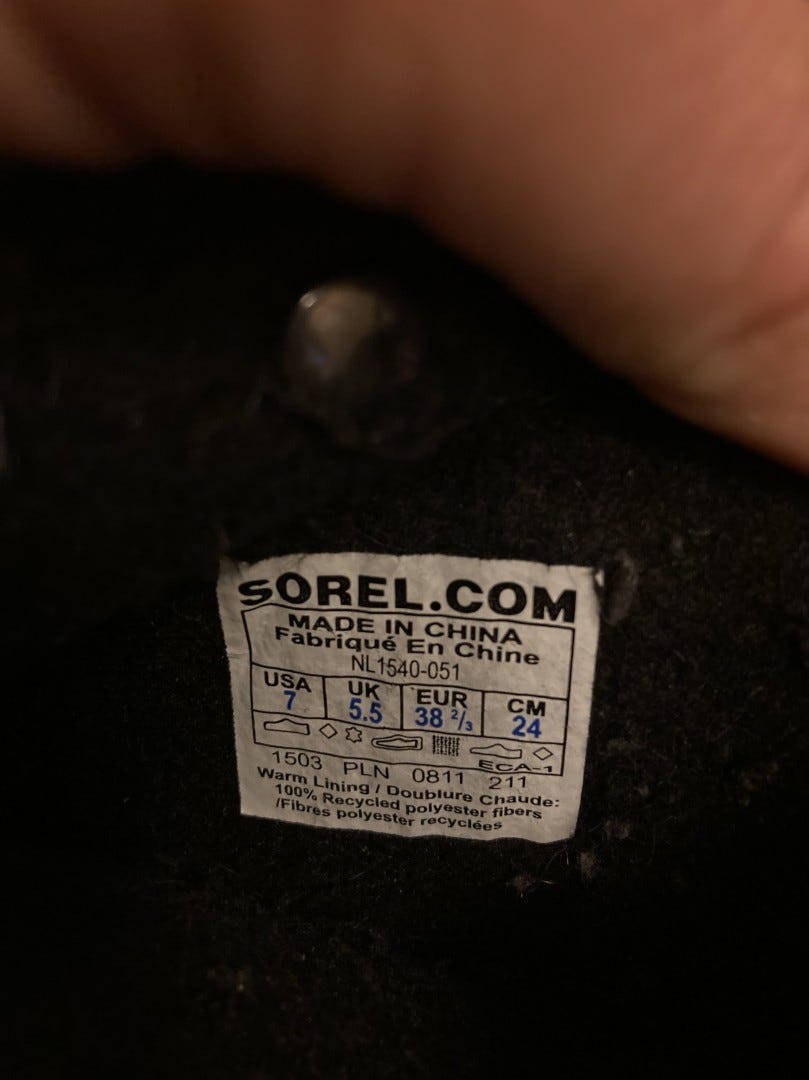 SOREL.COM
MADE IN CHINA
Fabriqué En Chine
NL1540-051
USA UK EUR CM
7 5.5 38 2/3 24
ECA-1
1503 PLN 0811 211
Warm Lining / Doublure Chaude:
100% Recycled polyester fibers
/Fibres polyester recyclées